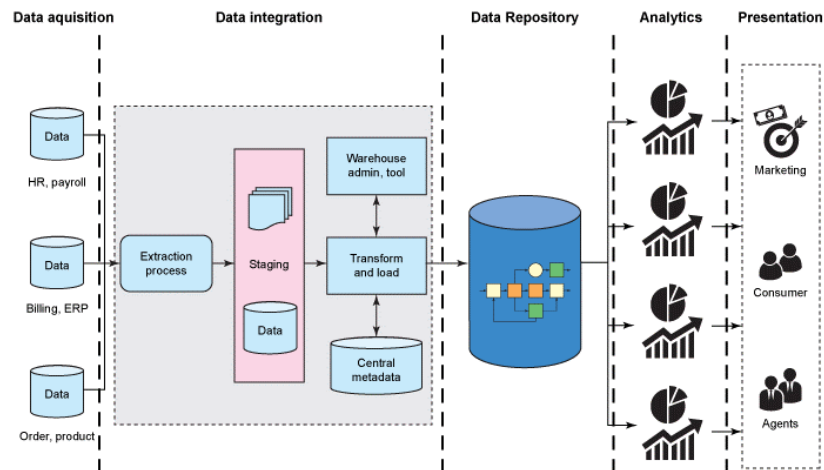 Data aquisition
Data integration
Data Repository
Analytics
Presentation
Data
HR, payroll
Data
Billing, ERP
Data
Order, product
Extraction
process
Staging
Data
Warehouse
admin, tool
Transform
and load
Central
metadata
Marketing
Consumer
Agents